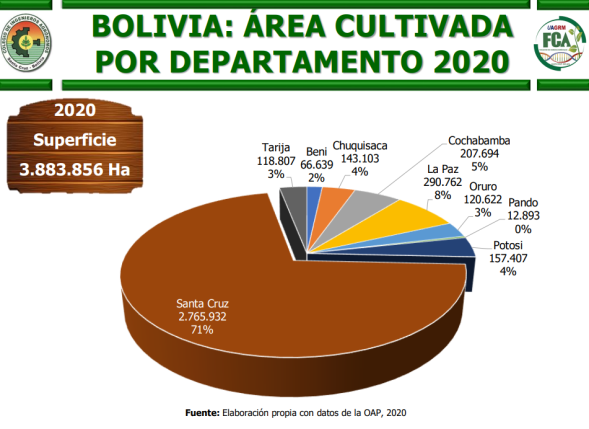 BOLIVIA: ÁREA CULTIVADA
POR DEPARTAMENTO 2020
UAGRM
FCA
2020
Superficie
3.883.856 Ha
Tarija
118.807
3%
Beni
66.639
2%
Chuquisaca
143.103
4%
Cochabamba
207.694
5%
La Paz
290.762
8%
Oruro
120.622
3%
Pando
12.893
0%
Potosi
157.407
4%
Santa Cruz
2.765.932
71%
Fuente: Elaboración propia con datos de la OAP, 2020